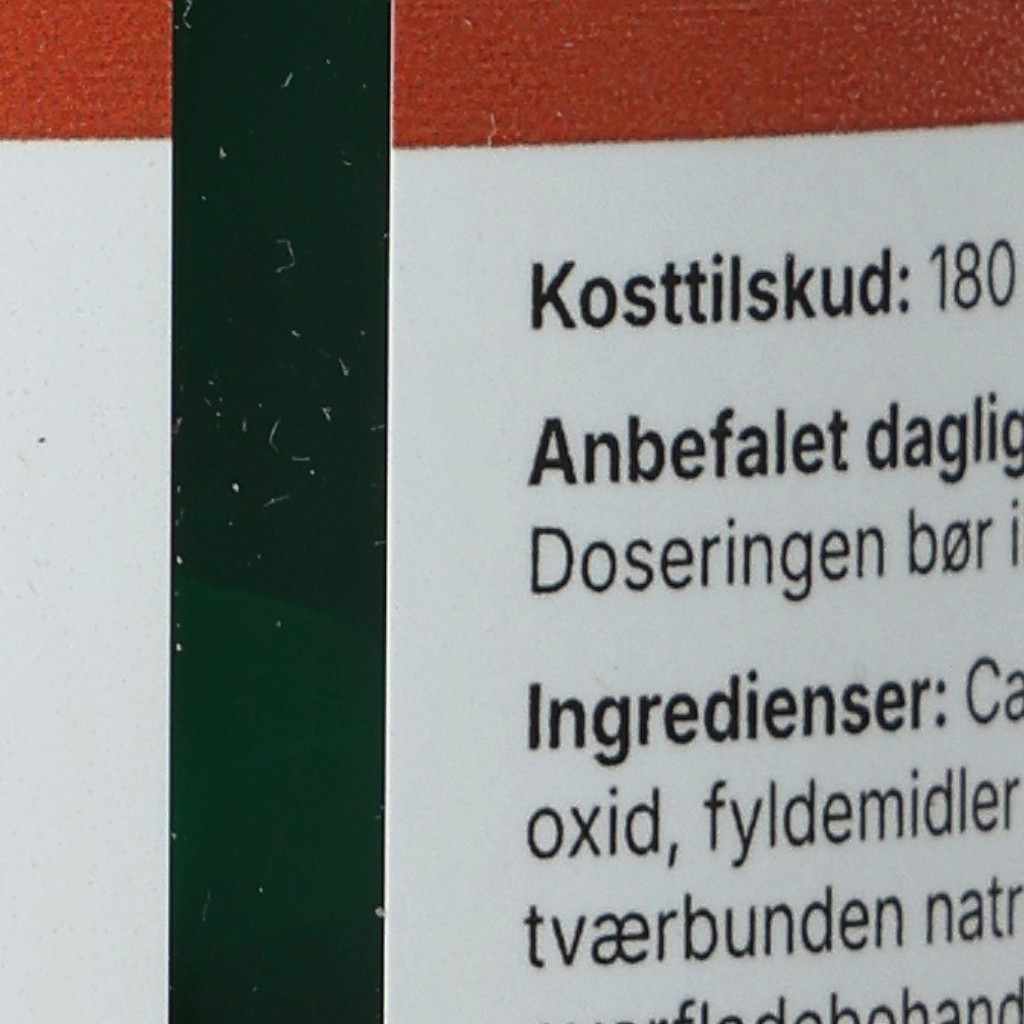 Kosttilskud: 180
Anbefalet daglig
Doseringen bør i
Ingredienser: Ca
oxid, fyldemidler
tværbunden natr